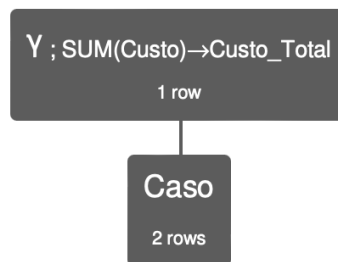 γ ; SUM(Custo)→Custo_Total
1 row
Caso
2 rows